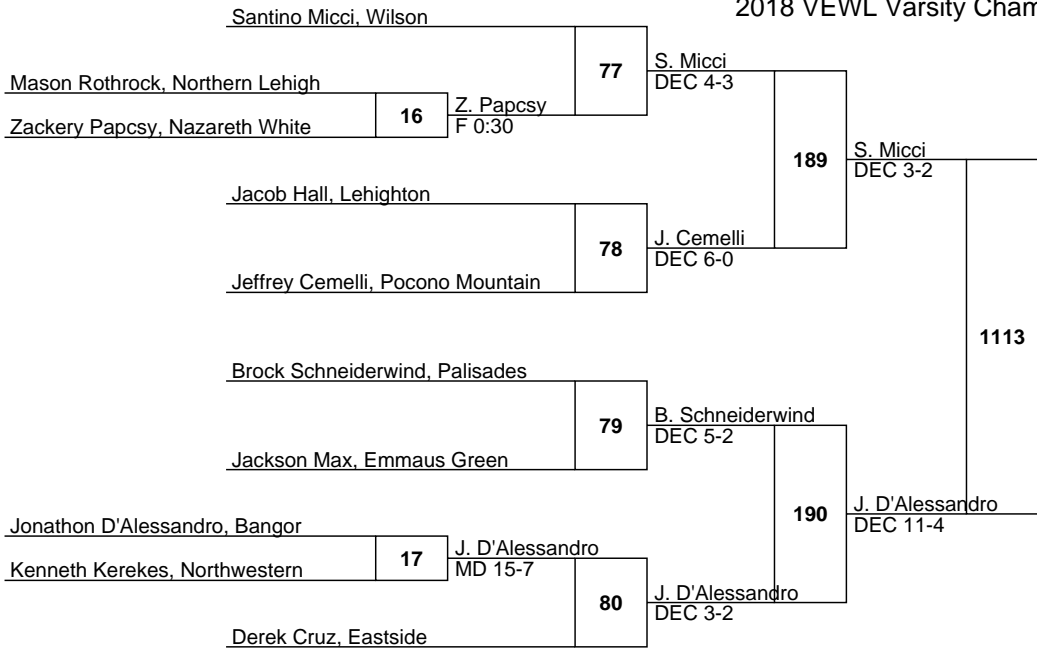 2018 VEWL Varsity Cham
Santino Micci, Wilson
77
S. Micci
DEC 4-3
Mason Rothrock, Northern Lehigh
16
Z. Papcsy
F 0:30
Zackery Papcsy, Nazareth White
189
S. Micci
DEC 3-2
Jacob Hall, Lehighton
78
J. Cemelli
DEC 6-0
Jeffrey Cemelli, Pocono Mountain
1113
Brock Schneiderwind, Palisades
79
B. Schneiderwind
DEC 5-2
Jackson Max, Emmaus Green
190
J. D'Alessandro
DEC 11-4
Jonathon D'Alessandro, Bangor
17
J. D'Alessandro
MD 15-7
Kenneth Kerekes, Northwestern
80
J. D'Alessandro
DEC 3-2
Derek Cruz, Eastside